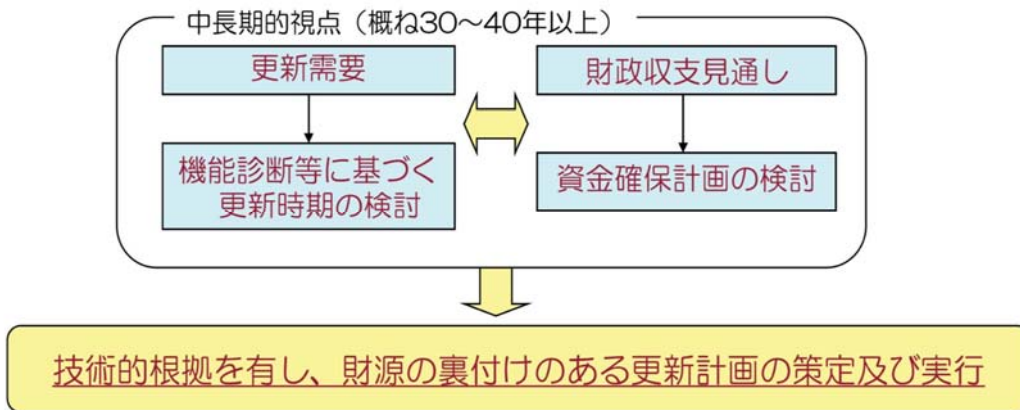 中長期的視点（概ね30～40年以上）
更新需要
財政収支見通し
機能診断等に基づく
更新時期の検討
資金確保計画の検討
技術的根拠を有し、財源の裏付けのある更新計画の策定及び実行